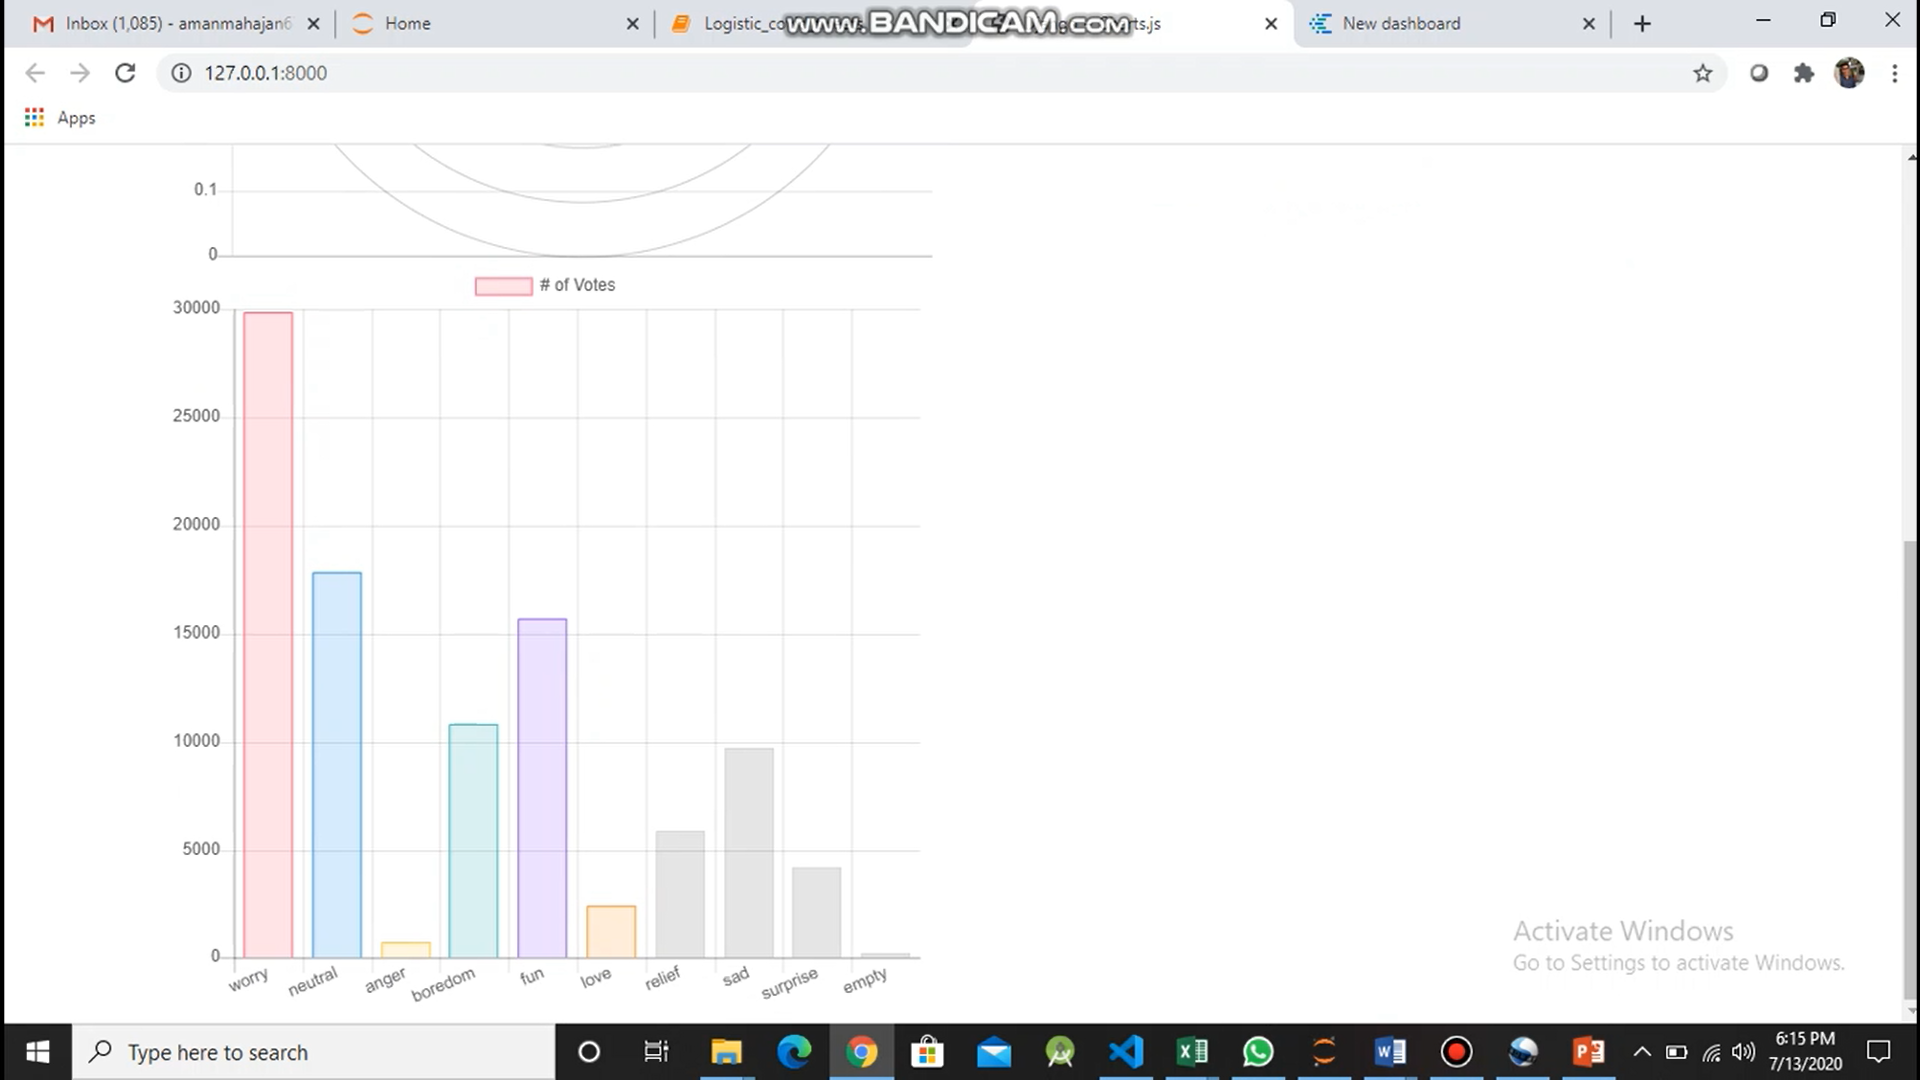 Inbox (1,085) - amanmahajan6
Home
Logistic_co
www.BANDICAM.com
rts.js
New dashboard
127.0.0.1:8000
Apps
0.1
0
# of Votes
30000
25000
20000
15000
10000
5000
0
worry neutral anger boredom fun love relief sad surprise empty
Activate Windows
Go to Settings to activate Windows.
Type here to search
6:15 PM
7/13/2020